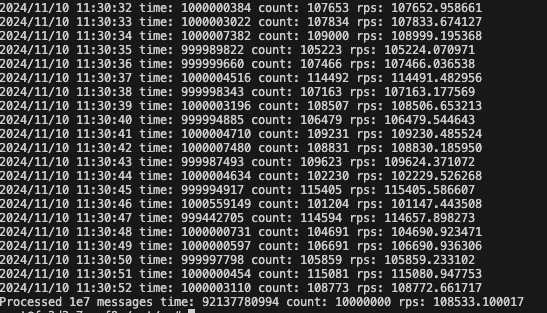 2024/11/10 11:30:32 time: 1000000384 count: 107653 rps: 107652.958661
2024/11/10 11:30:33 time: 1000003022 count: 107834 rps: 107833.674127
2024/11/10 11:30:34 time: 1000007382 count: 109000 rps: 108999.195368
2024/11/10 11:30:35 time: 999989822 count: 105223 rps: 105224.070971
2024/11/10 11:30:36 time: 999999660 count: 107466 rps: 107466.036538
2024/11/10 11:30:37 time: 1000004516 count: 114492 rps: 114491.482956
2024/11/10 11:30:38 time: 999998343 count: 107163 rps: 107163.177569
2024/11/10 11:30:39 time: 1000003196 count: 108507 rps: 108506.653213
2024/11/10 11:30:40 time: 999994885 count: 106479 rps: 106479.544643
2024/11/10 11:30:41 time: 1000004710 count: 109231 rps: 109230.485524
2024/11/10 11:30:42 time: 1000007480 count: 108831 rps: 108830.185950
2024/11/10 11:30:43 time: 999987493 count: 109623 rps: 109624.371072
2024/11/10 11:30:44 time: 1000004634 count: 102230 rps: 102229.526268
2024/11/10 11:30:45 time: 999994917 count: 115405 rps: 115405.586607
2024/11/10 11:30:46 time: 1000559149 count: 101204 rps: 101147.443508
2024/11/10 11:30:47 time: 999442705 count: 114594 rps: 114657.898273
2024/11/10 11:30:48 time: 1000000731 count: 104691 rps: 104690.923471
2024/11/10 11:30:49 time: 1000000597 count: 106691 rps: 106690.936306
2024/11/10 11:30:50 time: 999997798 count: 105859 rps: 105859.233102
2024/11/10 11:30:51 time: 1000000454 count: 115081 rps: 115080.947753
2024/11/10 11:30:52 time: 1000003110 count: 108773 rps: 108772.661717
Processed 1e7 messages time: 92137780994 count: 10000000 rps: 108533.100017